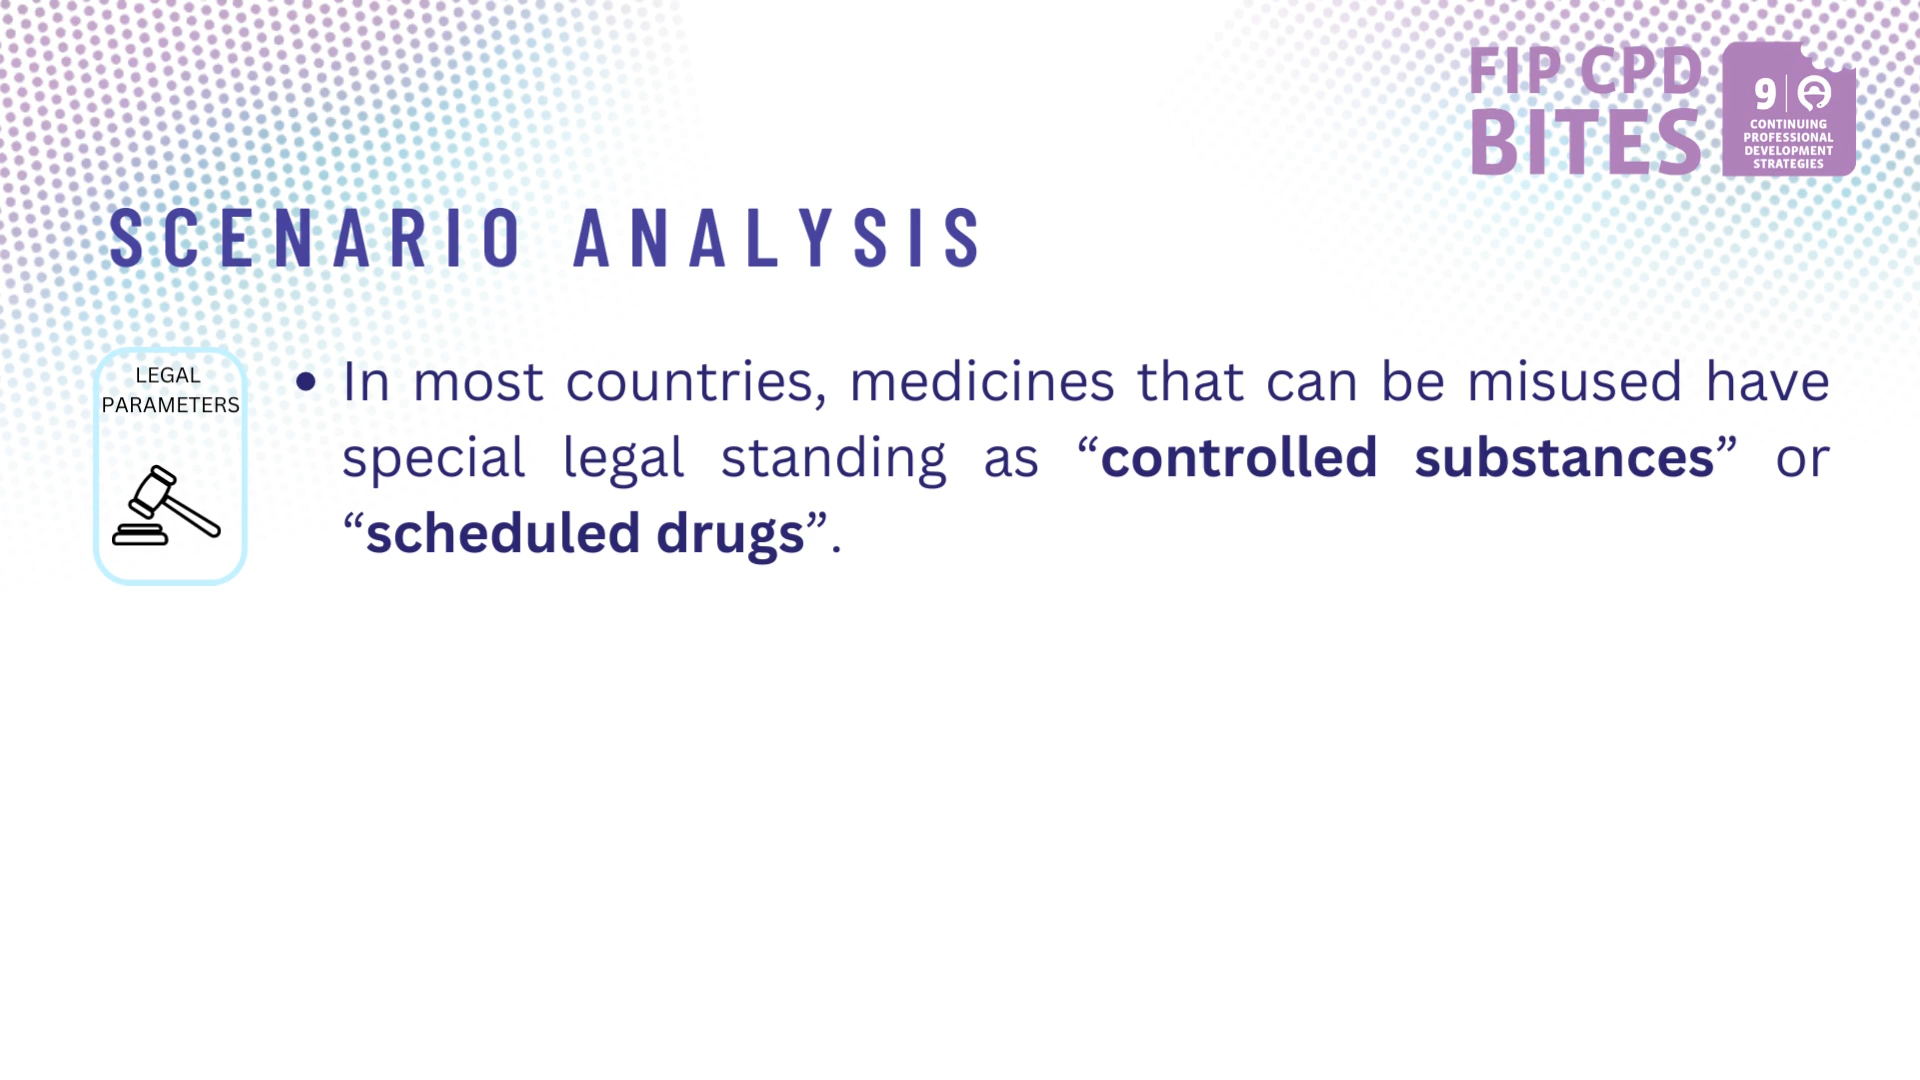 FIP CPD
BITES
9
CONTINUING
PROFESSIONAL
DEVELOPMENT
STRATEGIES
SCENARIO ANALYSIS
LEGAL
PARAMETERS
• In most countries, medicines that can be misused have
special legal standing as “controlled substances” or
“scheduled drugs”.